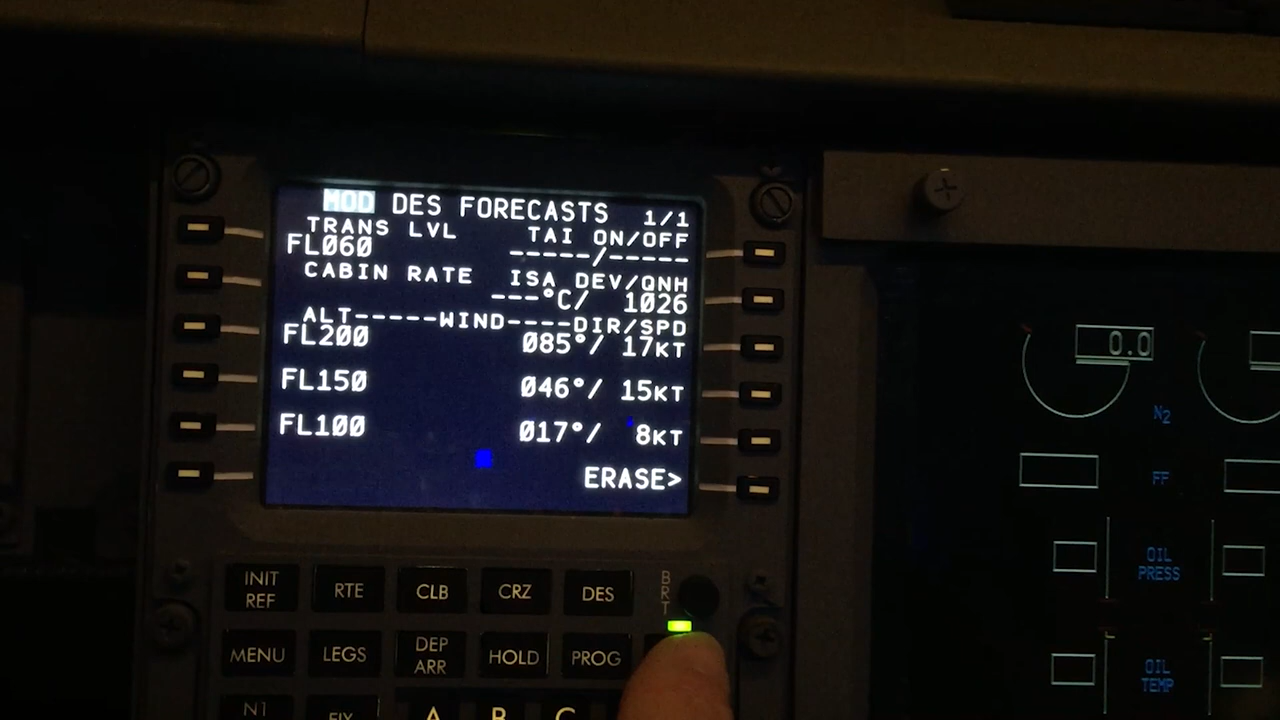 MOD DES FORECASTS 1/1
TRANS LVL TAI ON/OFF
FL060 -----/-----
CABIN RATE ISA DEV/QNH
---°C/ 1026
ALT-----WIND----DIR/SPD
FL200 085°/ 17KT
FL150 046°/ 15KT
FL100 017°/ 8KT
ERASE>
0.0
N2
FF
OIL
PRESS
OIL
TEMP
BRT
INIT
REF
RTE
CLB
CRZ
DES
MENU
LEGS
DEP
ARR
HOLD
PROG
N1
FIX
A B C